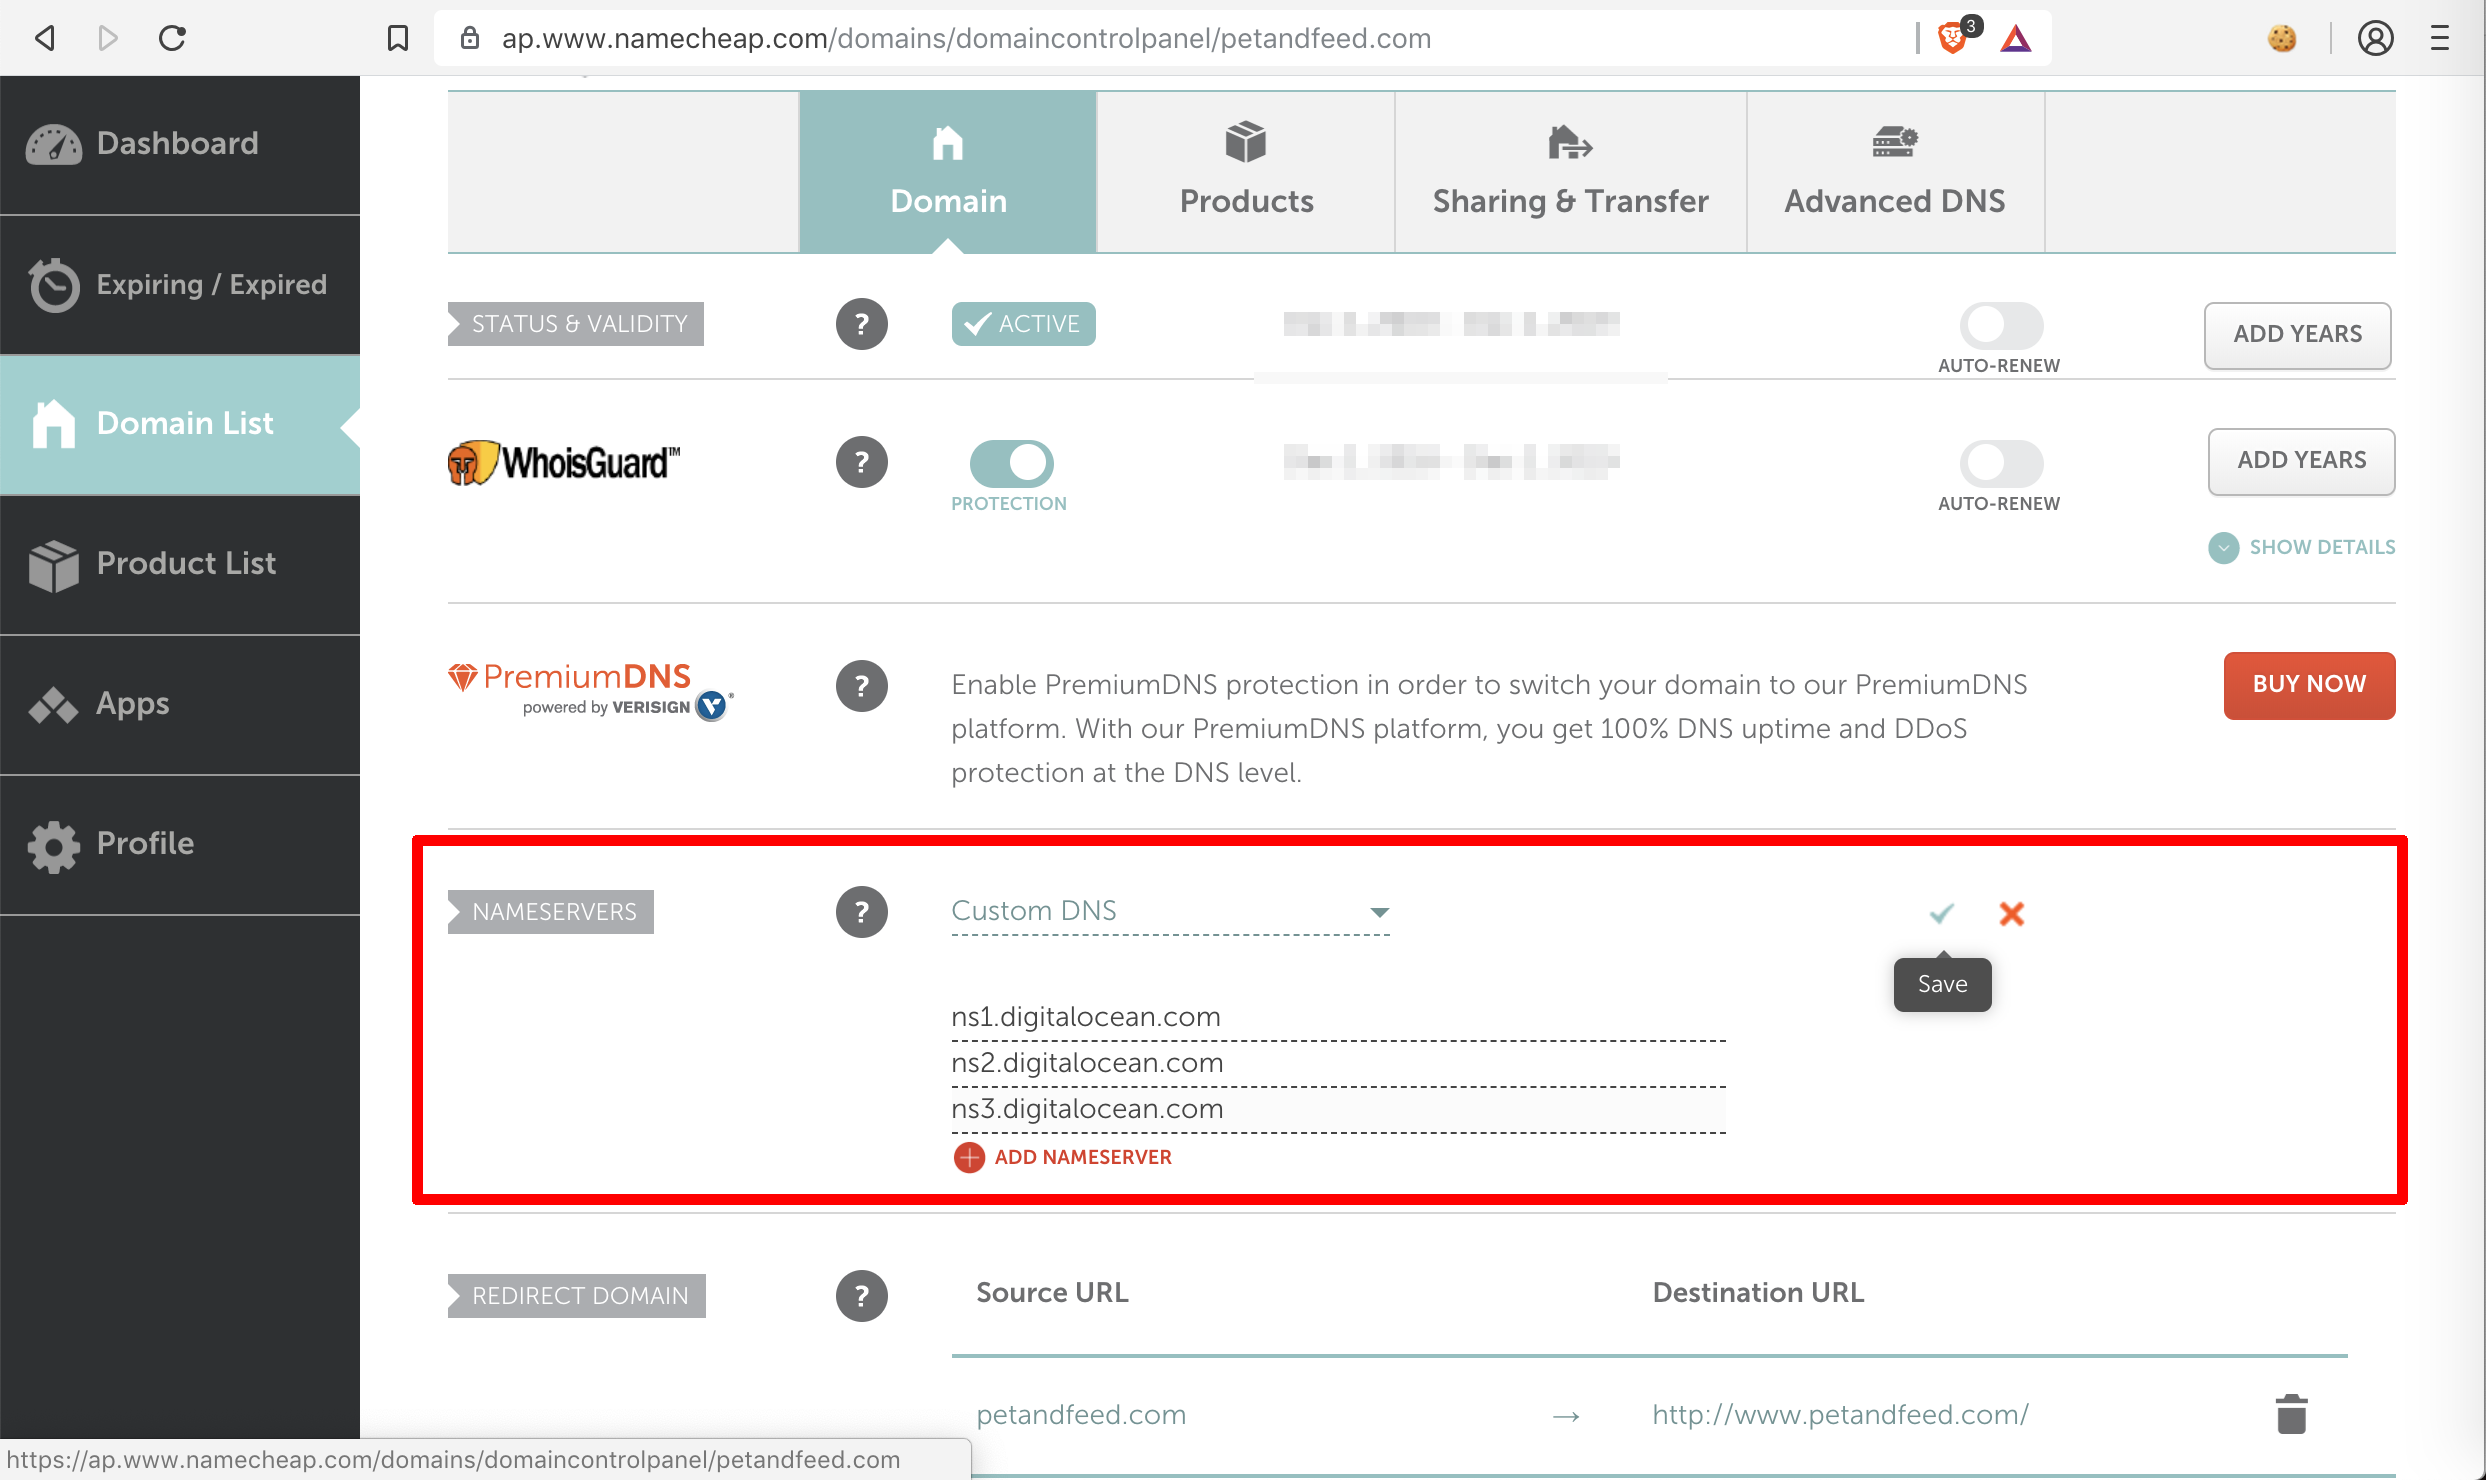 ap.www.namecheap.com/domains/domaincontrolpanel/petandfeed.com
3
Dashboard
Expiring / Expired
Domain List
Product List
Apps
Profile
Domain
Products
Sharing & Transfer
Advanced DNS
STATUS & VALIDITY
?
ACTIVE
AUTO-RENEW
ADD YEARS
WhoisGuard™
?
PROTECTION
AUTO-RENEW
ADD YEARS
SHOW DETAILS
PremiumDNS
powered by VERISIGN®
?
Enable PremiumDNS protection in order to switch your domain to our PremiumDNS
platform. With our PremiumDNS platform, you get 100% DNS uptime and DDoS
protection at the DNS level.
BUY NOW
NAMESERVERS
?
Custom DNS
Save
ns1.digitalocean.com
ns2.digitalocean.com
ns3.digitalocean.com
ADD NAMESERVER
REDIRECT DOMAIN
?
Source URL
Destination URL
petandfeed.com
→
http://www.petandfeed.com/
https://ap.www.namecheap.com/domains/domaincontrolpanel/petandfeed.com